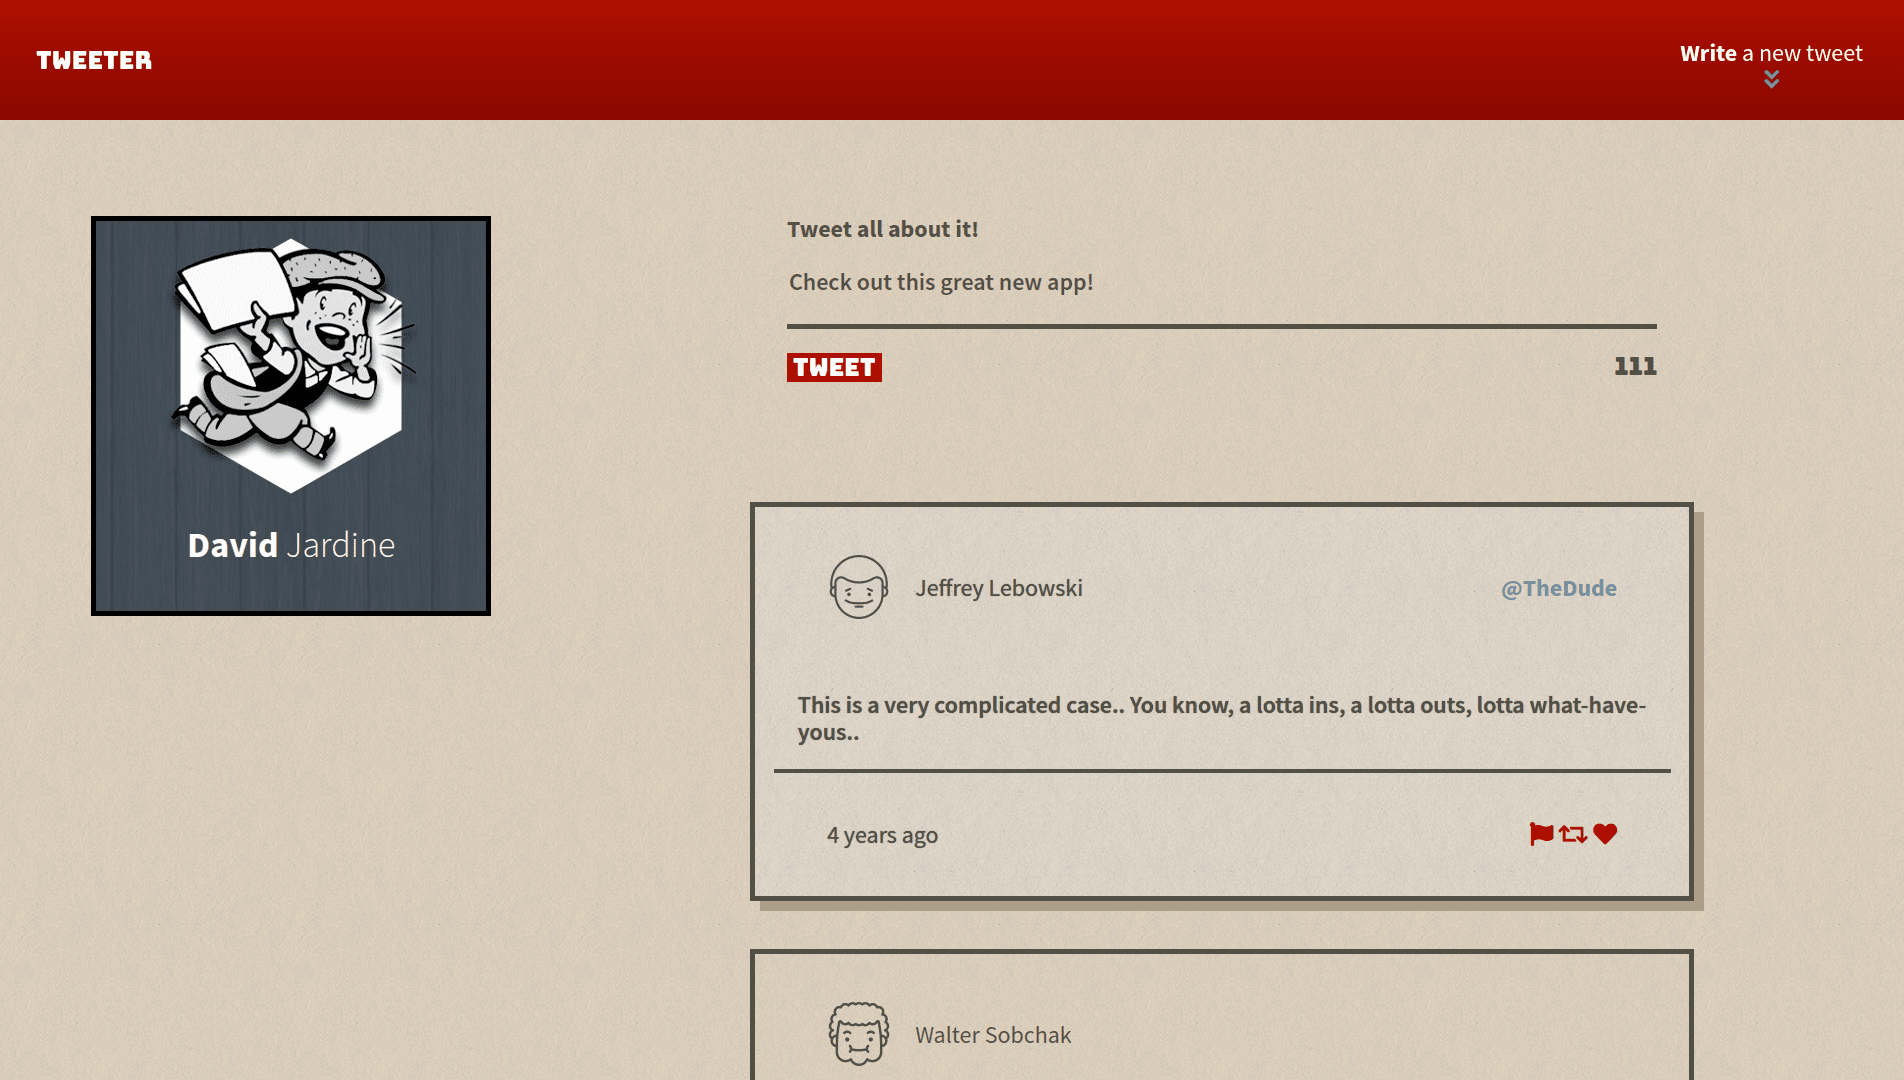 TWEETER
Write a new tweet
David Jardine
Tweet all about it!
Check out this great new app!
TWEET
111
Jeffrey Lebowski
@TheDude
This is a very complicated case.. You know, a lotta ins, a lotta outs, lotta what-have-
yous..
4 years ago
Walter Sobchak